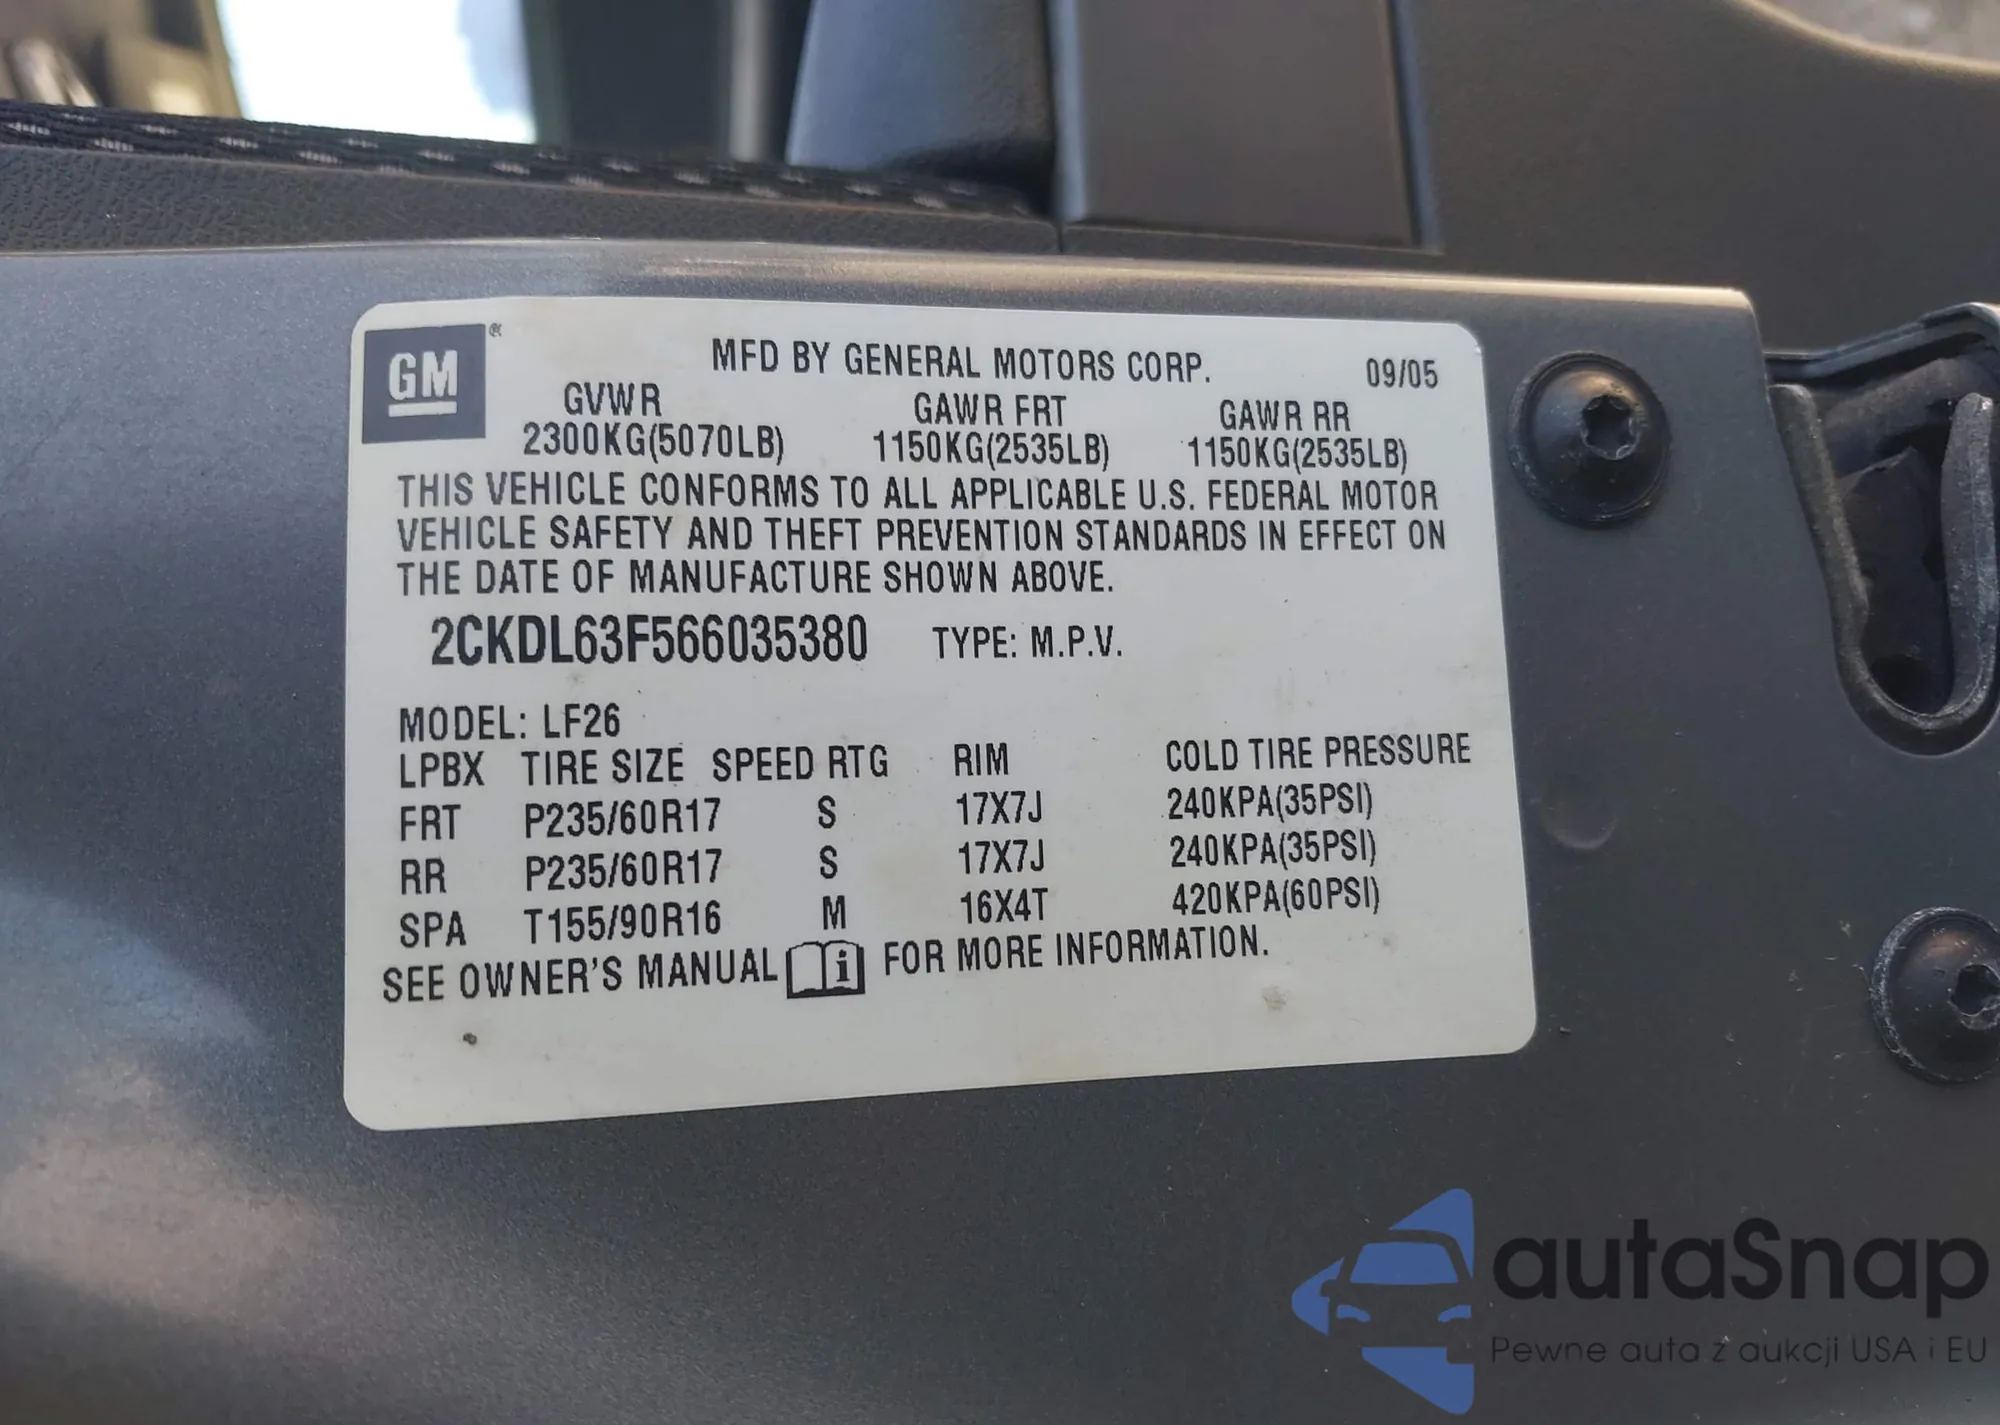 GM ®
MFD BY GENERAL MOTORS CORP. 09/05
GVWR GAWR FRT GAWR RR
2300KG(5070LB) 1150KG(2535LB) 1150KG(2535LB)
THIS VEHICLE CONFORMS TO ALL APPLICABLE U.S. FEDERAL MOTOR
VEHICLE SAFETY AND THEFT PREVENTION STANDARDS IN EFFECT ON
THE DATE OF MANUFACTURE SHOWN ABOVE.
2CKDL63F566035380 TYPE: M.P.V.
MODEL: LF26
LPBX TIRE SIZE SPEED RTG RIM COLD TIRE PRESSURE
FRT P235/60R17 S 17X7J 240KPA(35PSI)
RR P235/60R17 S 17X7J 240KPA(35PSI)
SPA T155/90R16 M 16X4T 420KPA(60PSI)
SEE OWNER'S MANUAL i FOR MORE INFORMATION.
autaSnap
Pewne auta z aukcji USA i EU